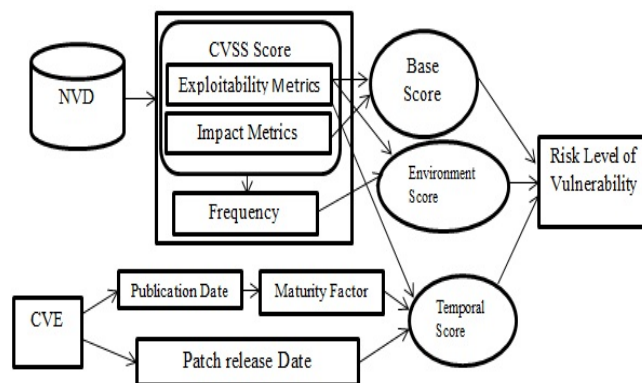 CVSS Score
NVD
Exploitability Metrics
Base
Score
Impact Metrics
Risk Level of
Vulnerability
Environment
Score
Frequency
Publication Date
Maturity Factor
CVE
Temporal
Score
Patch release Date